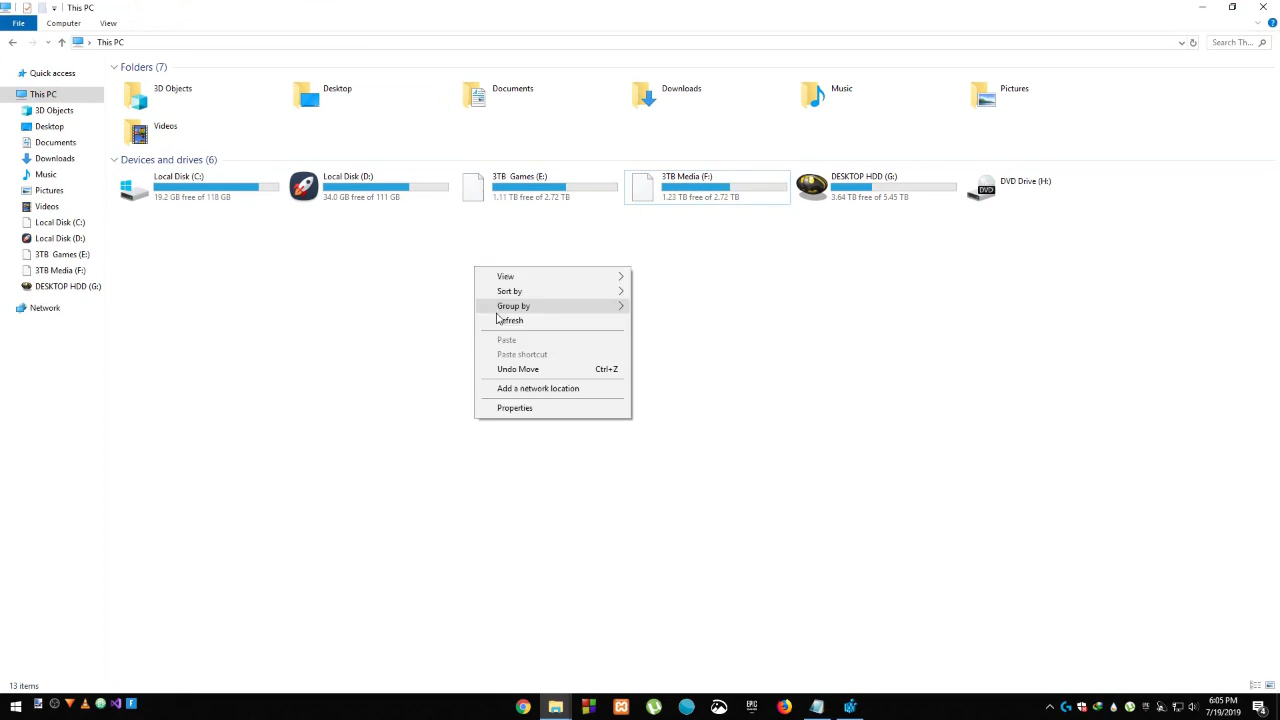 This PC
File
Computer
View
This PC
Search Th...
Quick access
This PC
3D Objects
Desktop
Documents
Downloads
Music
Pictures
Videos
Local Disk (C:)
Local Disk (D:)
3TB Games (E:)
3TB Media (F:)
DESKTOP HDD (G:)
Network
Folders (7)
3D Objects
Desktop
Documents
Downloads
Music
Pictures
Videos
Devices and drives (6)
Local Disk (C:)
19.2 GB free of 118 GB
Local Disk (D:)
34.0 GB free of 111 GB
3TB Games (E:)
1.11 TB free of 2.72 TB
3TB Media (F:)
1.23 TB free of 2.72 TB
DESKTOP HDD (G:)
3.64 TB free of 5.45 TB
DVD
DVD Drive (H:)
View
Sort by
Group by
Refresh
Paste
Paste shortcut
Undo Move Ctrl+Z
Add a network location
Properties
13 items
EPIC
6:05 PM
7/19/2019
4